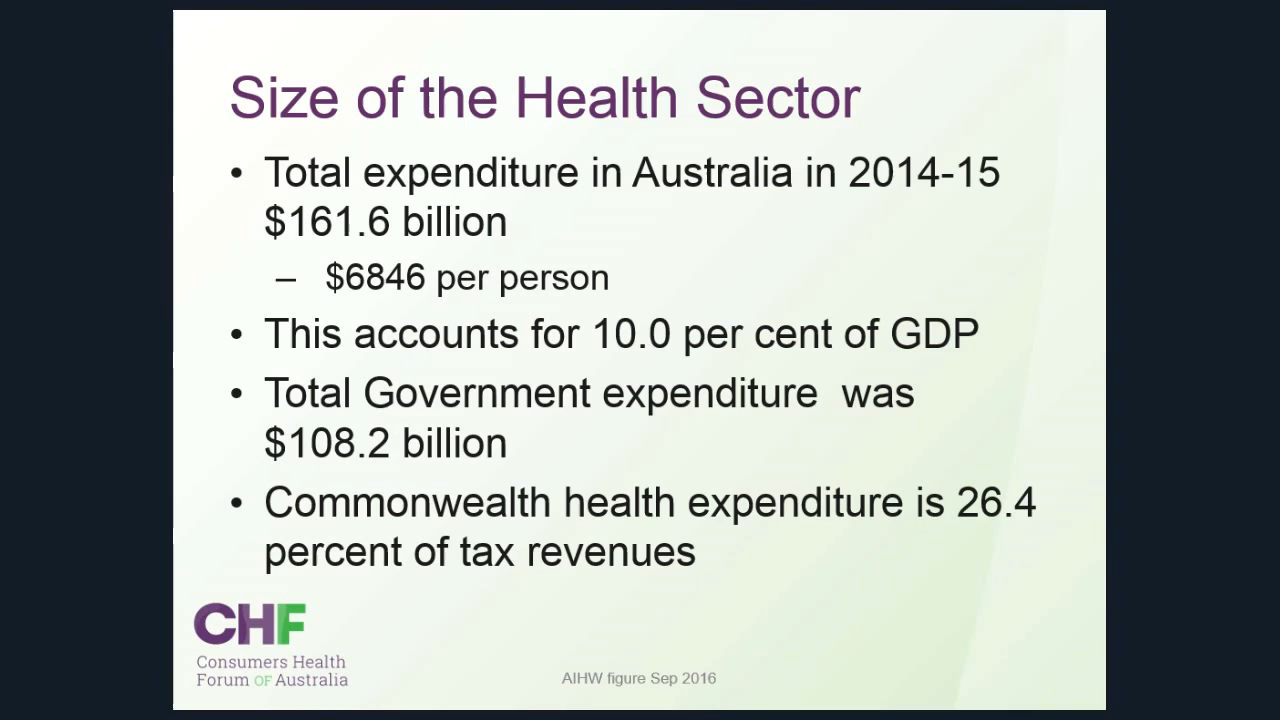 Size of the Health Sector
• Total expenditure in Australia in 2014-15
$161.6 billion
– $6846 per person
• This accounts for 10.0 per cent of GDP
• Total Government expenditure  was
$108.2 billion
• Commonwealth health expenditure is 26.4
percent of tax revenues
CHF
Consumers Health
Forum OF Australia
AIHW figure Sep 2016